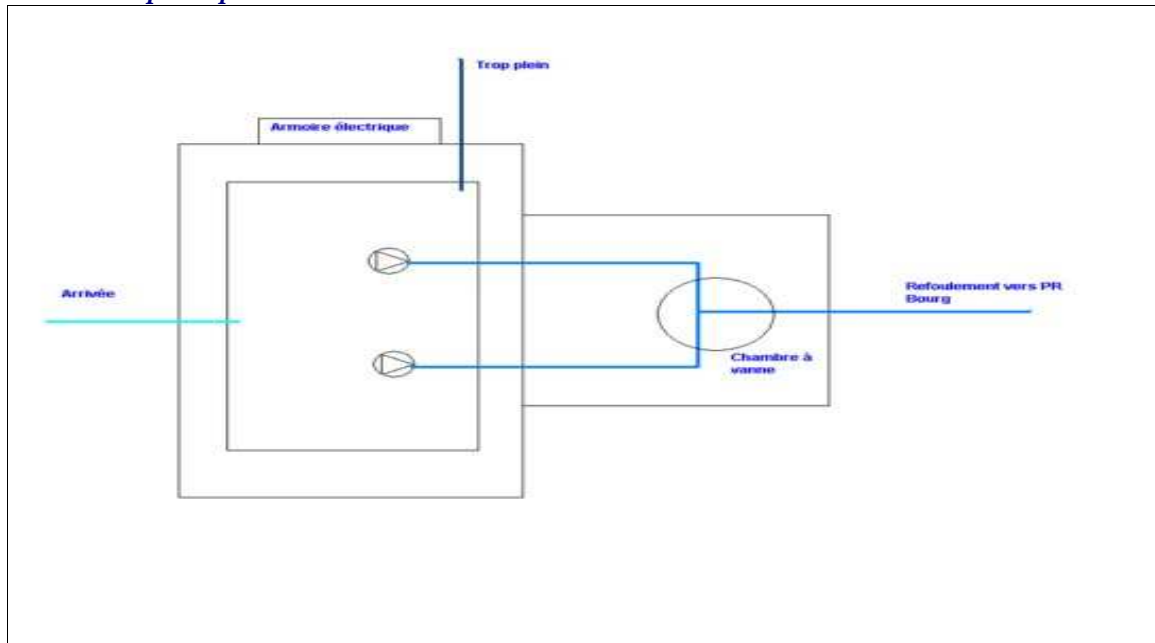 Trop plein
Armoire électrique
Arrivée
Refoulement vers PR
Bourg
Chambre à
vanne